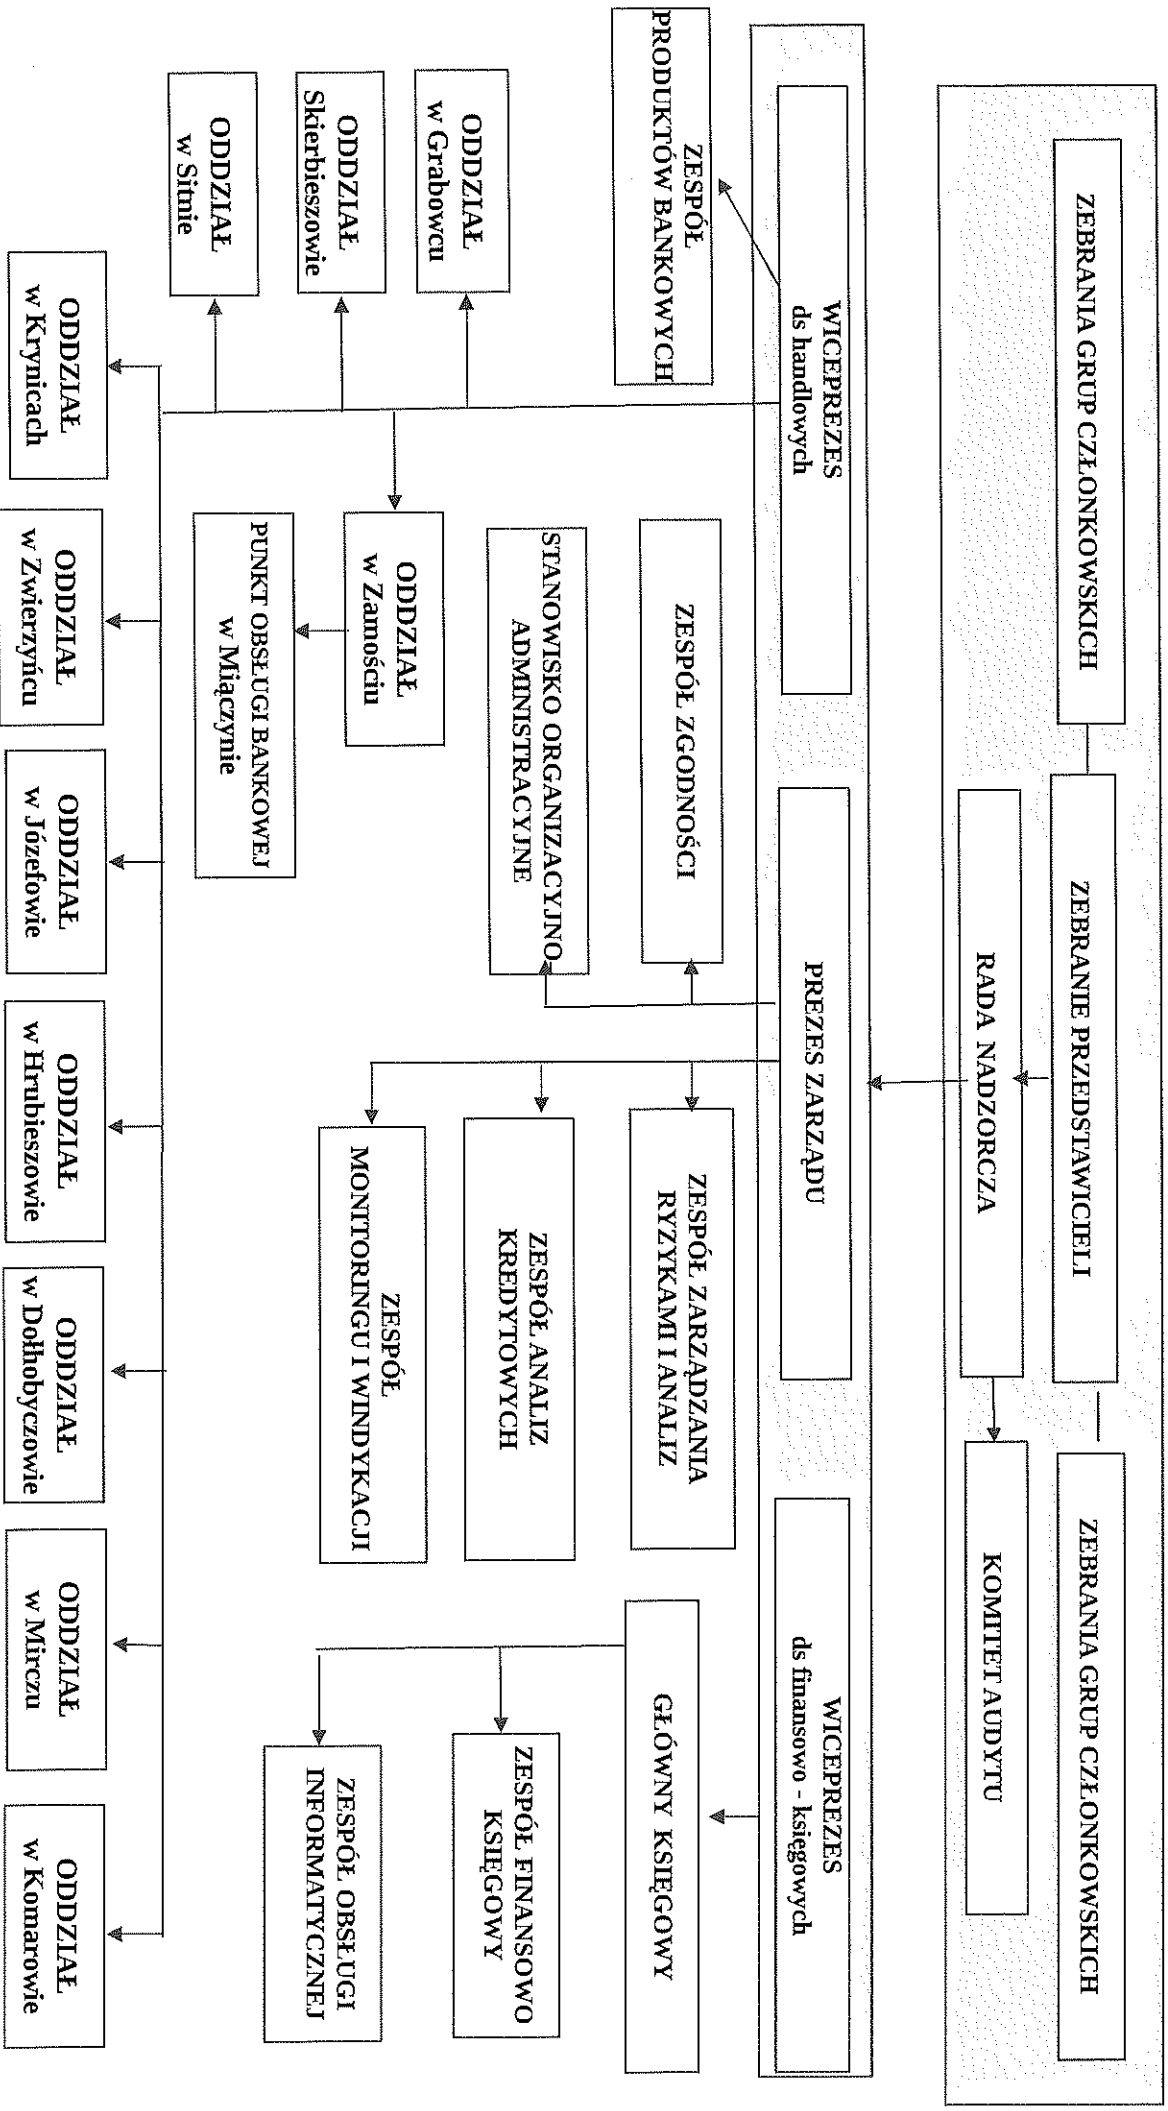 ZEBRANIA GRUP CZŁONKOWSKICH
ZEBRANIE PRZEDSTAWICIELI
ZEBRANIA GRUP CZŁONKOWSKICH
RADA NADZORCZA
KOMITET AUDYTU
WICEPREZES
ds handlowych
PREZES ZARZĄDU
WICEPREZES
ds finansowo - księgowych
ZESPÓŁ
PRODUKTÓW BANKOWYCH
ZESPÓŁ ZGODNOŚCI
ZESPÓŁ ZARZĄDZANIA
RYZYKAMI I ANALIZ
GŁÓWNY KSIĘGOWY
STANOWISKO ORGANIZACYJNO
ADMINISTRACYJNE
ZESPÓŁ ANALIZ
KREDYTOWYCH
ZESPÓŁ FINANSOWO
KSIĘGOWY
ODDZIAŁ
w Grabowcu
ODDZIAŁ
w Zamościu
ZESPÓŁ
MONITORINGU I WINDYKACJI
ZESPÓŁ OBSŁUGI
INFORMATYCZNEJ
ODDZIAŁ
Skierbieszowie
PUNKT OBSŁUGI BANKOWEJ
w Miączynie
ODDZIAŁ
w Sitnie
ODDZIAŁ
w Krynicach
ODDZIAŁ
w Zwierzyńcu
ODDZIAŁ
w Józefowie
ODDZIAŁ
w Hrubieszowie
ODDZIAŁ
w Dołhobyczowie
ODDZIAŁ
w Mirczu
ODDZIAŁ
w Komarowie